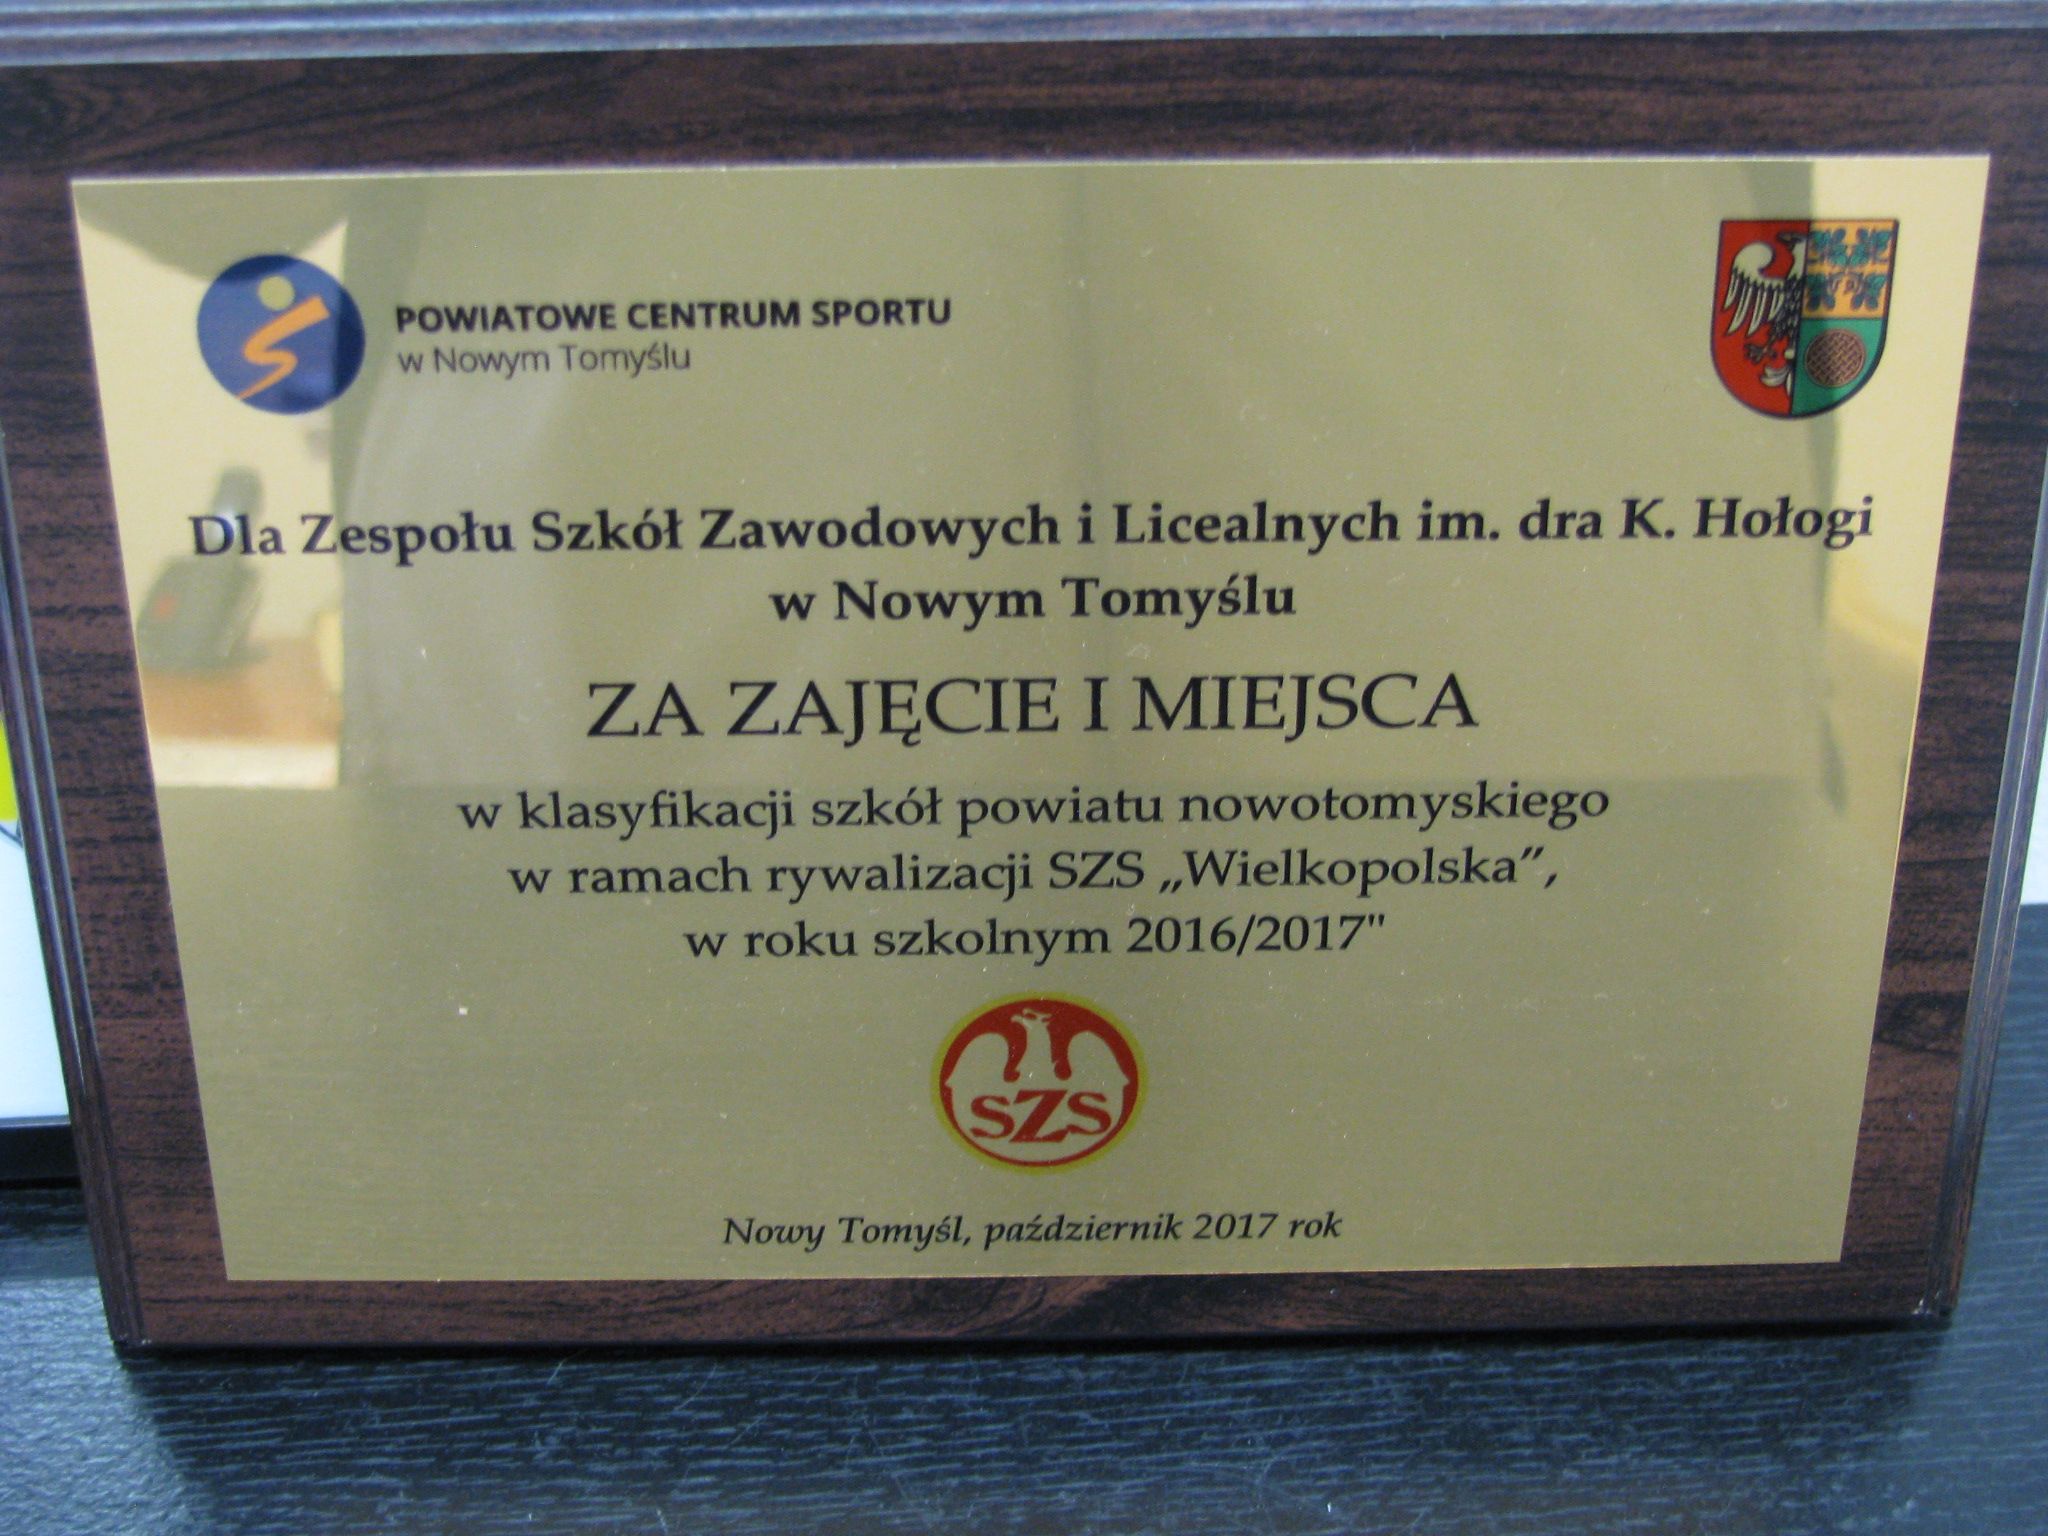 POWIATOWE CENTRUM SPORTU
w Nowym Tomyślu
Dla Zespołu Szkół Zawodowych i Licealnych im. dra K. Hołogi
w Nowym Tomyślu
ZA ZAJĘCIE I MIEJSCA
w klasyfikacji szkół powiatu nowotomyskiego
w ramach rywalizacji SZS „Wielkopolska”,
w roku szkolnym 2016/2017"
SZS
Nowy Tomyśl, październik 2017 rok